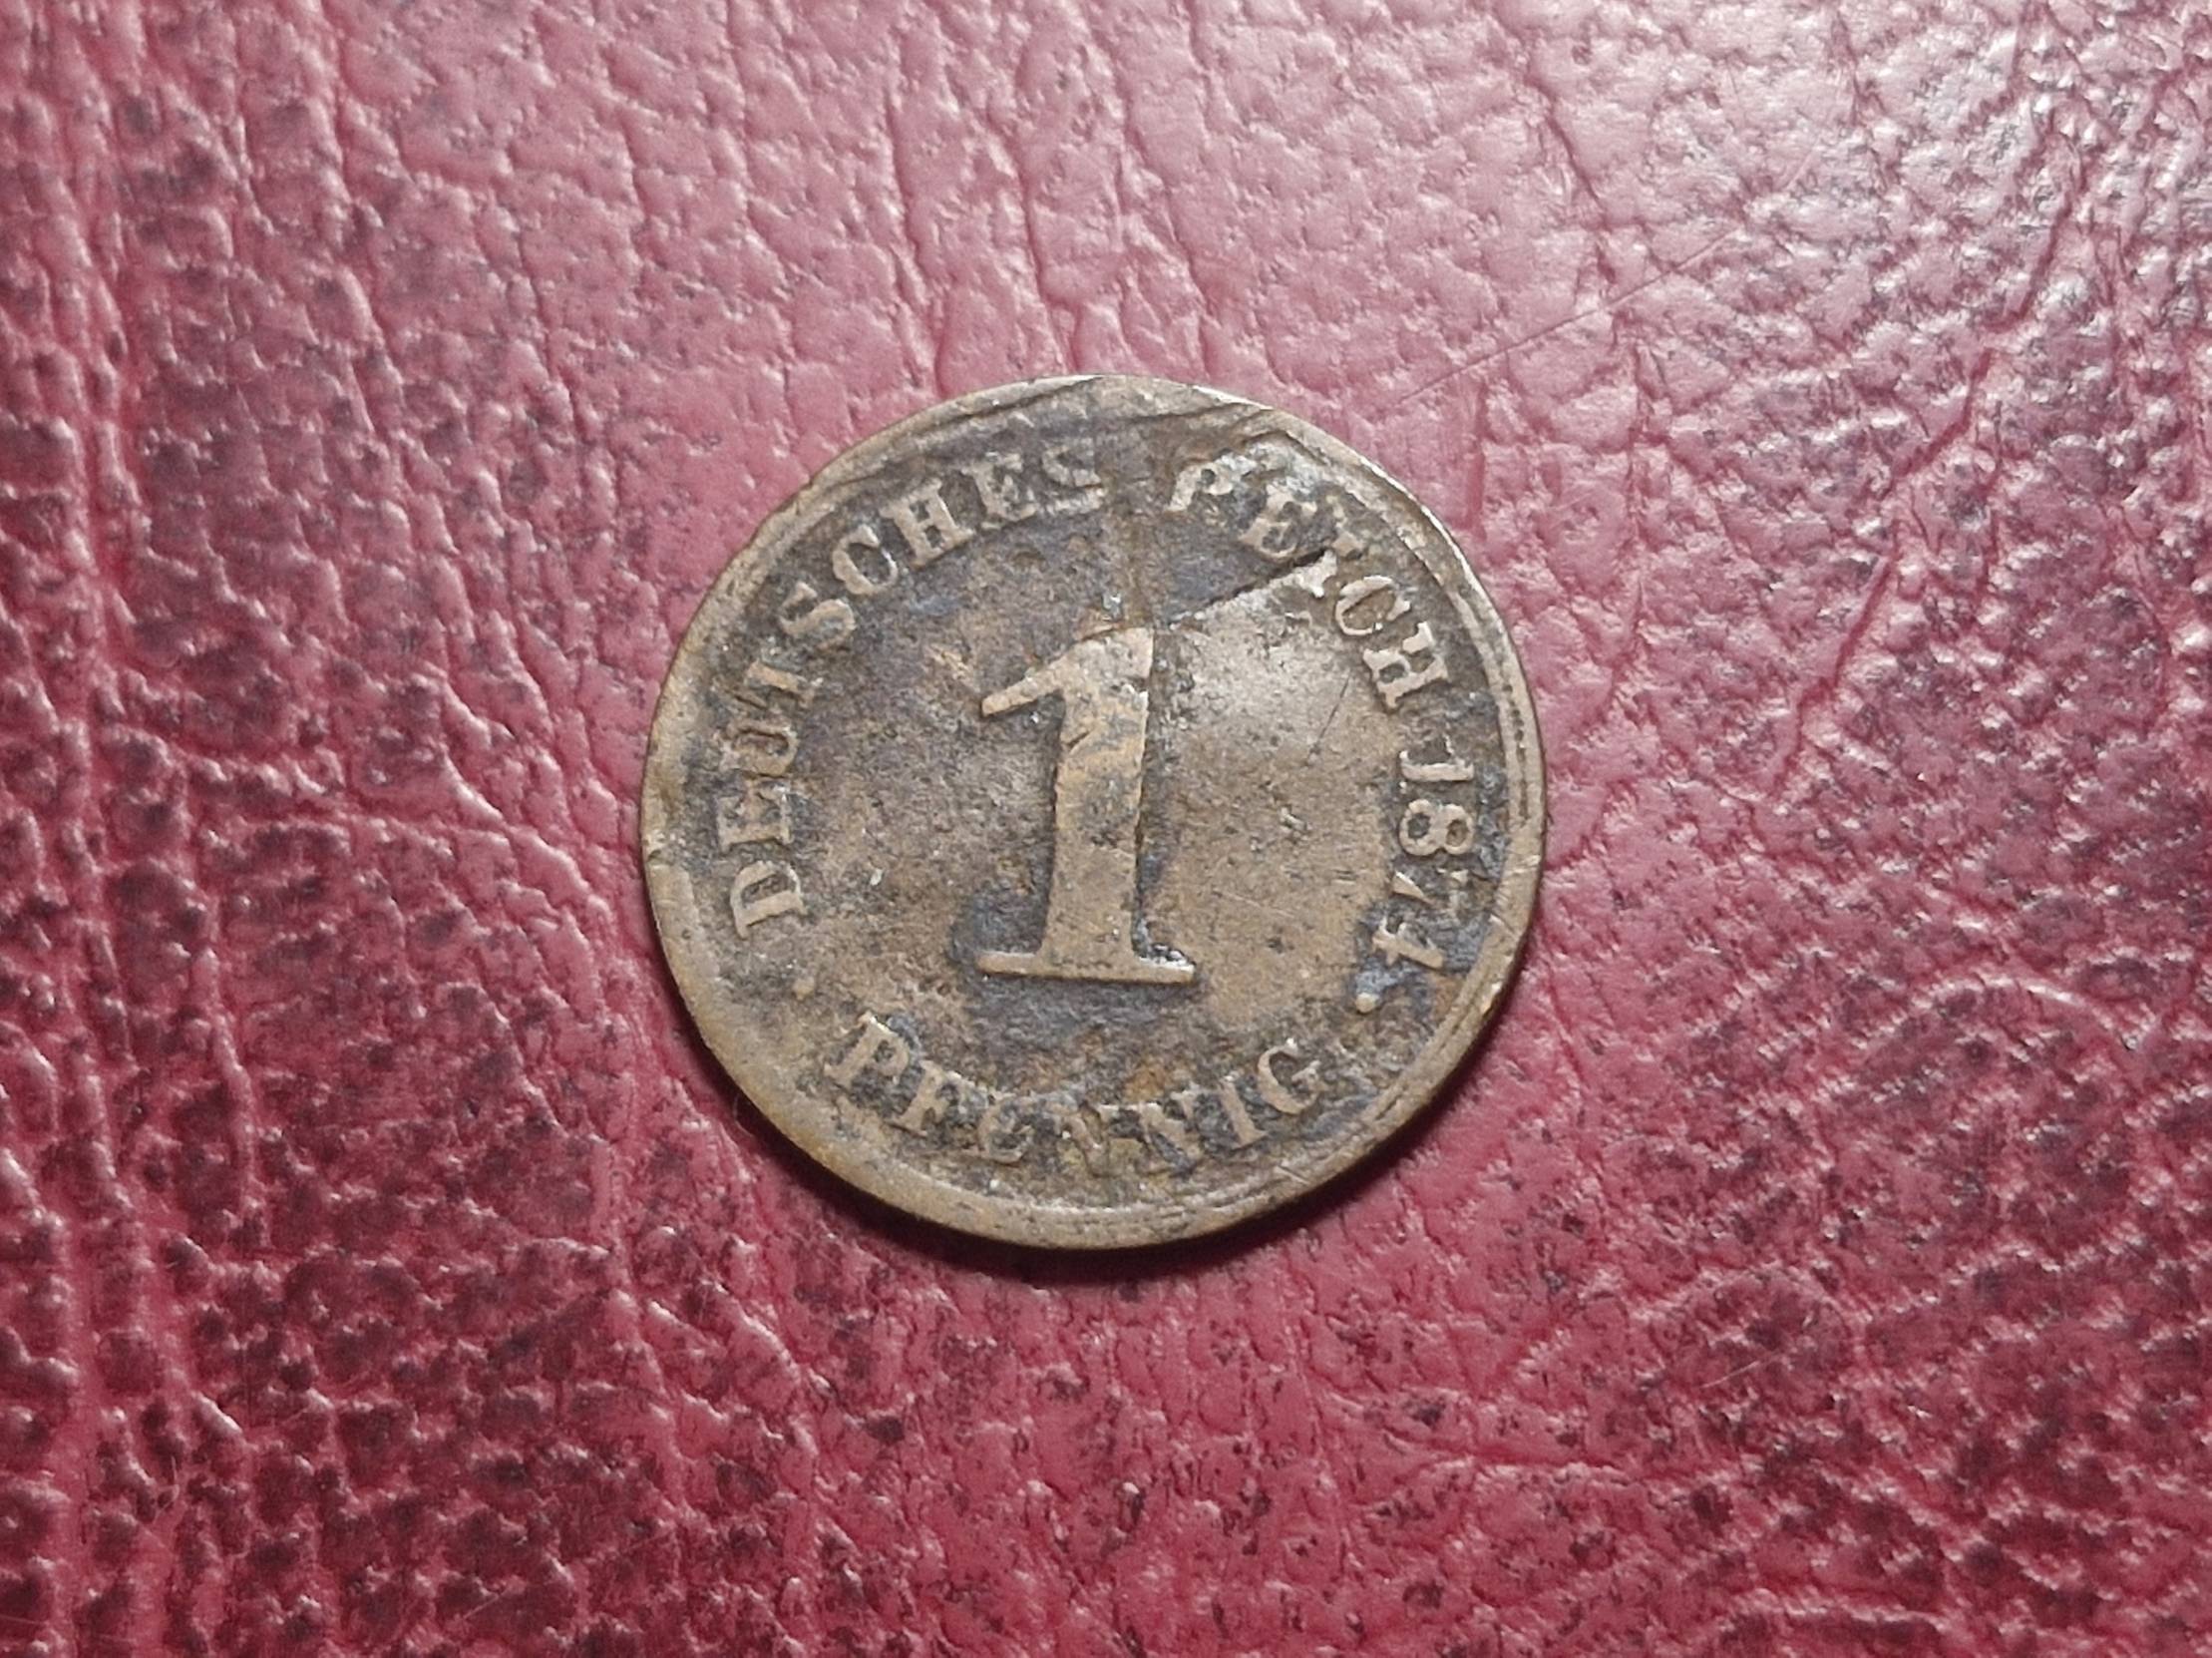 DEUTSCHES REICH 1874
1
PFENNIG